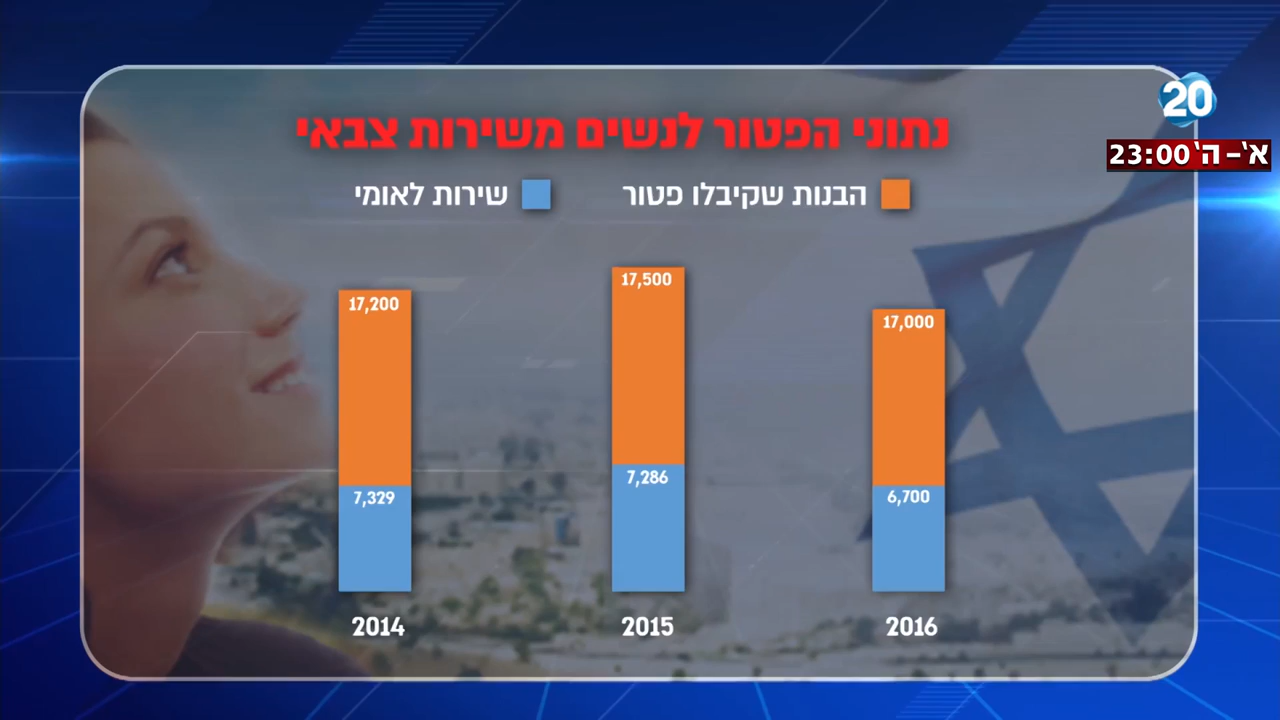 20
א'-ה' 23:00
נתוני הפטור לנשים משירות צבאי
הבנות שקיבלו פטור
שירות לאומי
17,200
17,500
17,000
7,329
7,286
6,700
2014
2015
2016